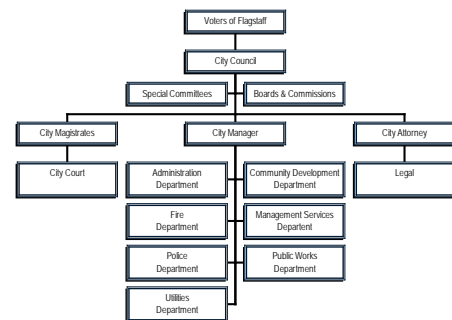 Voters of Flagstaff
City Council
Special Committees
Boards & Commissions
City Magistrates
City Manager
City Attorney
City Court
Administration
Department
Community Development
Department
Legal
Fire
Department
Management Services
Departent
Police
Department
Public Works
Department
Utilities
Department